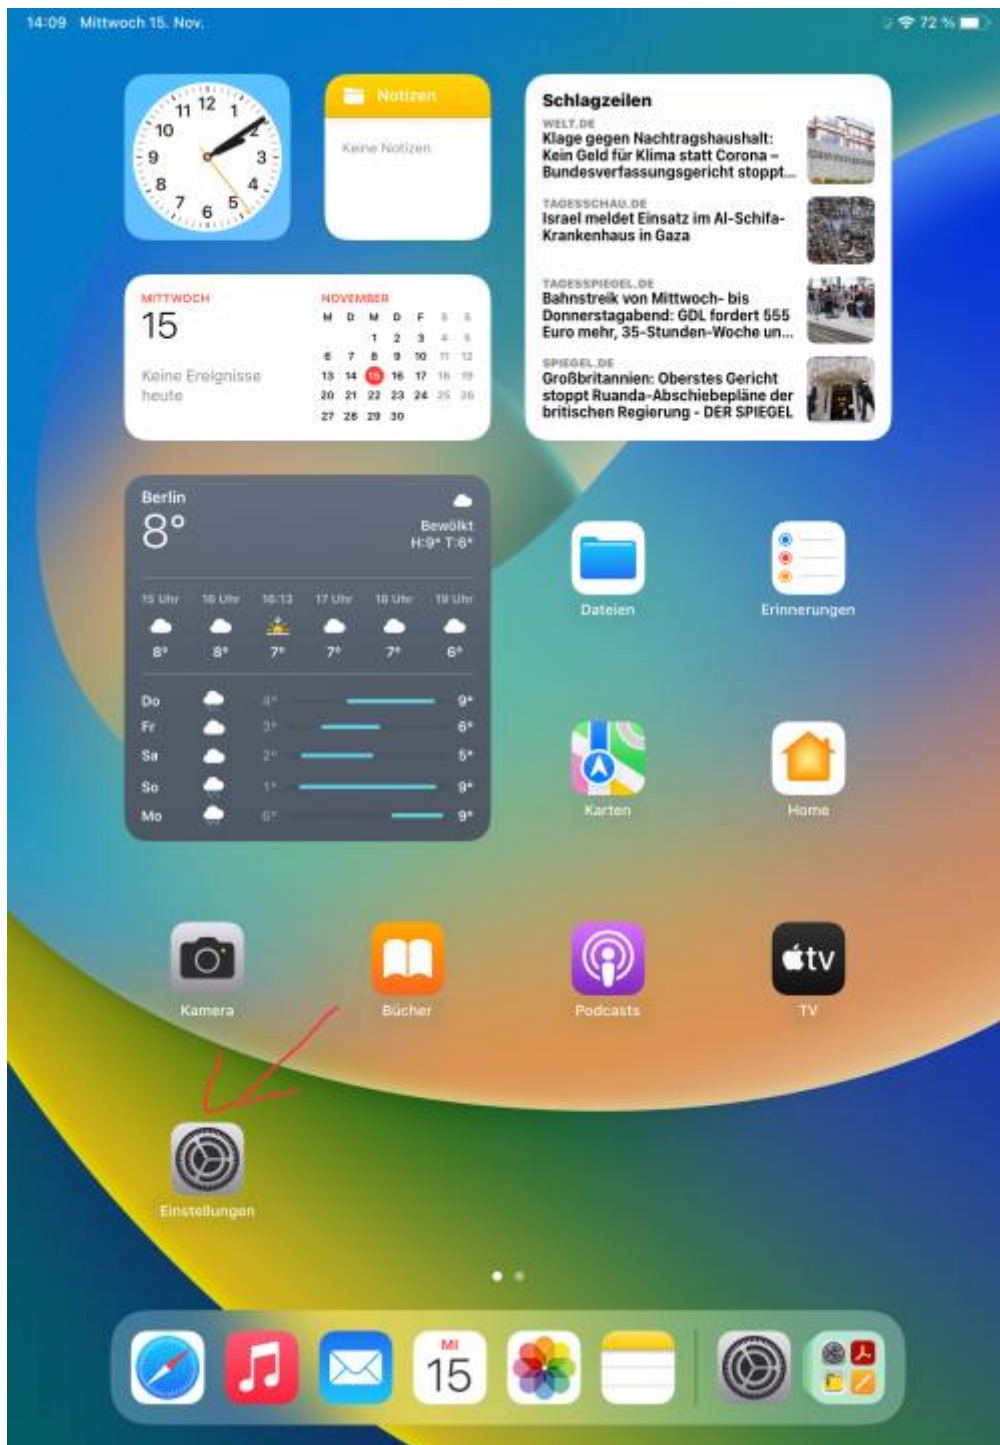 14:09 Mittwoch 15. Nov.
72 %
12
1
2
3
4
5
6
7
8
9
10
11
Notizen
Keine Notizen
Schlagzeilen
WELT.DE
Klage gegen Nachtragshaushalt:
Kein Geld für Klima statt Corona –
Bundesverfassungsgericht stoppt...
TAGESSCHAU.DE
Israel meldet Einsatz im Al-Schifa-
Krankenhaus in Gaza
TAGESSPIEGEL.DE
Bahnstreik von Mittwoch- bis
Donnerstagabend: GDL fordert 555
Euro mehr, 35-Stunden-Woche un...
SPIEGEL.DE
Großbritannien: Oberstes Gericht
stoppt Ruanda-Abschiebepläne der
britischen Regierung - DER SPIEGEL
MITTWOCH
15
Keine Ereignisse
heute
NOVEMBER
M D M D F S S
1 2 3 4 5
6 7 8 9 10 11 12
13 14 15 16 17 18 19
20 21 22 23 24 25 26
27 28 29 30
Berlin
8°
Bewölkt
H:9° T:6°
15 Uhr 16 Uhr 16:13 17 Uhr 18 Uhr 19 Uhr
8° 8° 7° 7° 7° 6°
Do 4° 9°
Fr 3° 6°
Sa 2° 5°
So 1° 9°
Mo 6° 9°
Dateien
Erinnerungen
Karten
Home
Kamera
Bücher
Podcasts
tv
TV
Einstellungen
MI
15